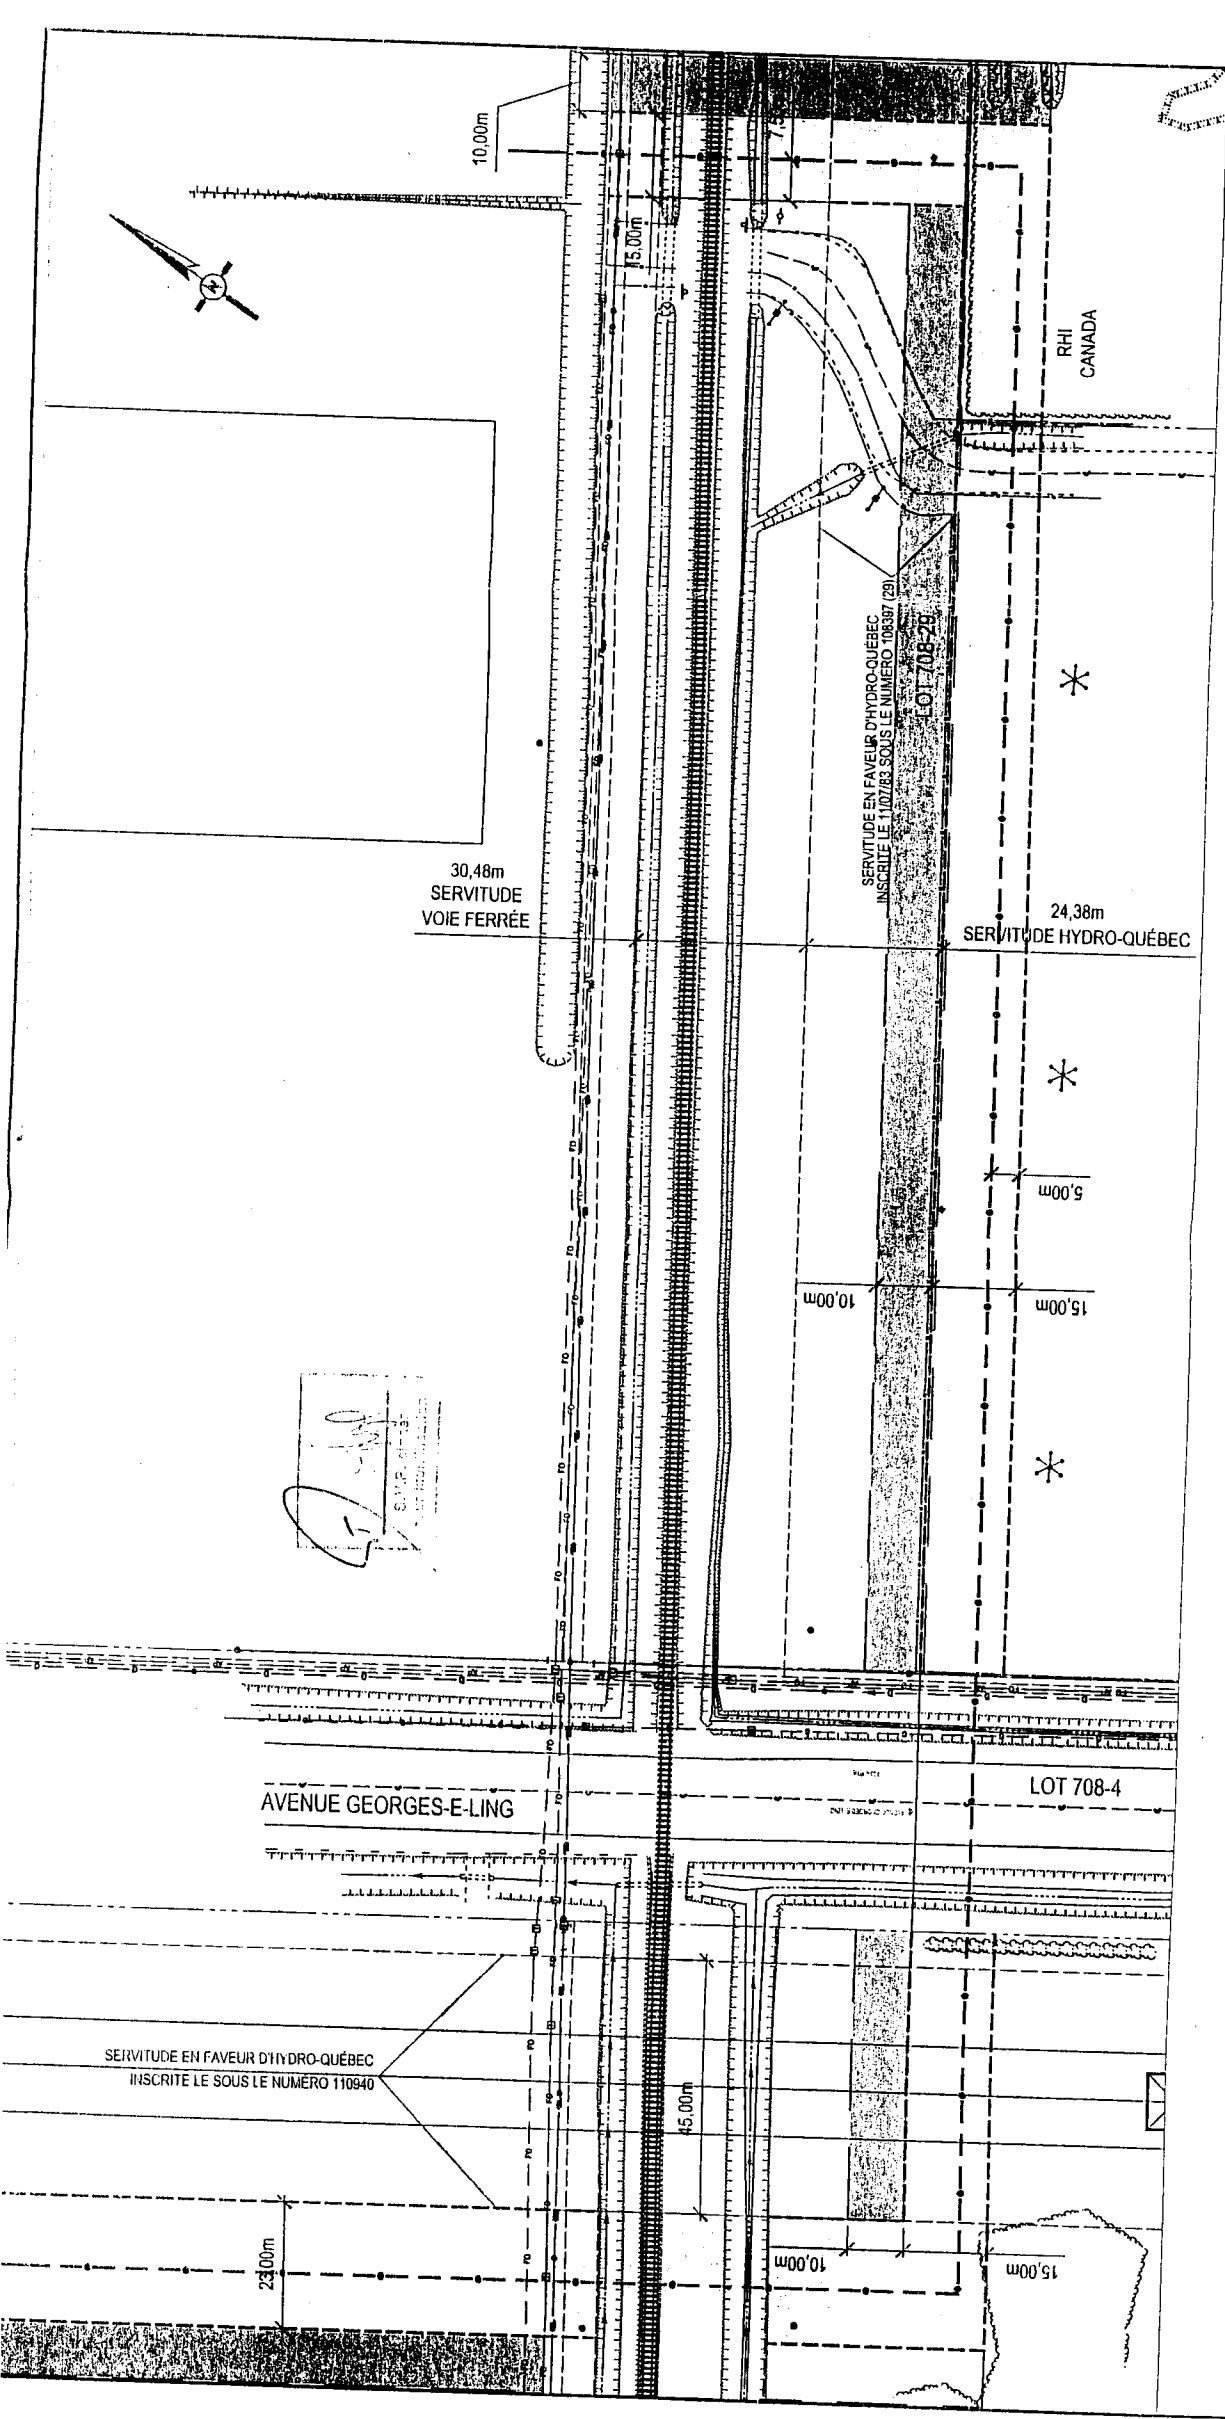 10,00m
7,5
15,00m
N
RHI
CANADA
SERVITUDE EN FAVEUR D'HYDRO-QUÉBEC
INSCRITE LE 11/07/83 SOUS LE NUMÉRO 108397 (29)
LOT 708-29
30,48m
SERVITUDE
VOIE FERRÉE
24,38m
SERVITUDE HYDRO-QUÉBEC
5,00m
10,00m
15,00m
AVENUE GEORGES-E-LING
LOT 708-4
SERVITUDE EN FAVEUR D'HYDRO-QUÉBEC
INSCRITE LE SOUS LE NUMÉRO 110940
45,00m
23,00m
10,00m
15,00m